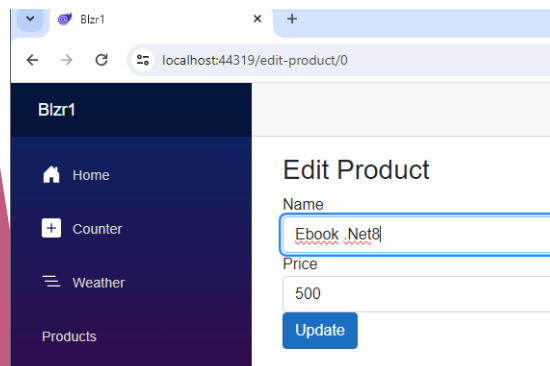 Blzr1
localhost:44319/edit-product/0
Blzr1
Home
Counter
Weather
Products
Edit Product
Name
Ebook .Net8
Price
500
Update